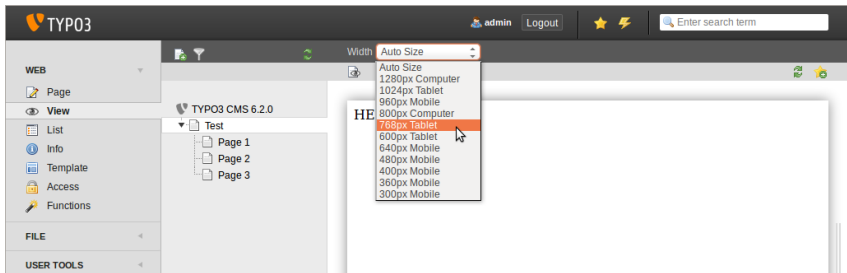 TYPO3
admin Logout Enter search term
Width Auto Size
WEB
Page
View
List
Info
Template
Access
Functions
FILE
USER TOOLS
TYPO3 CMS 6.2.0
Test
Page 1
Page 2
Page 3
Auto Size
1280px Computer
1024px Tablet
960px Mobile
800px Computer
768px Tablet
600px Tablet
640px Mobile
480px Mobile
400px Mobile
360px Mobile
300px Mobile
HE